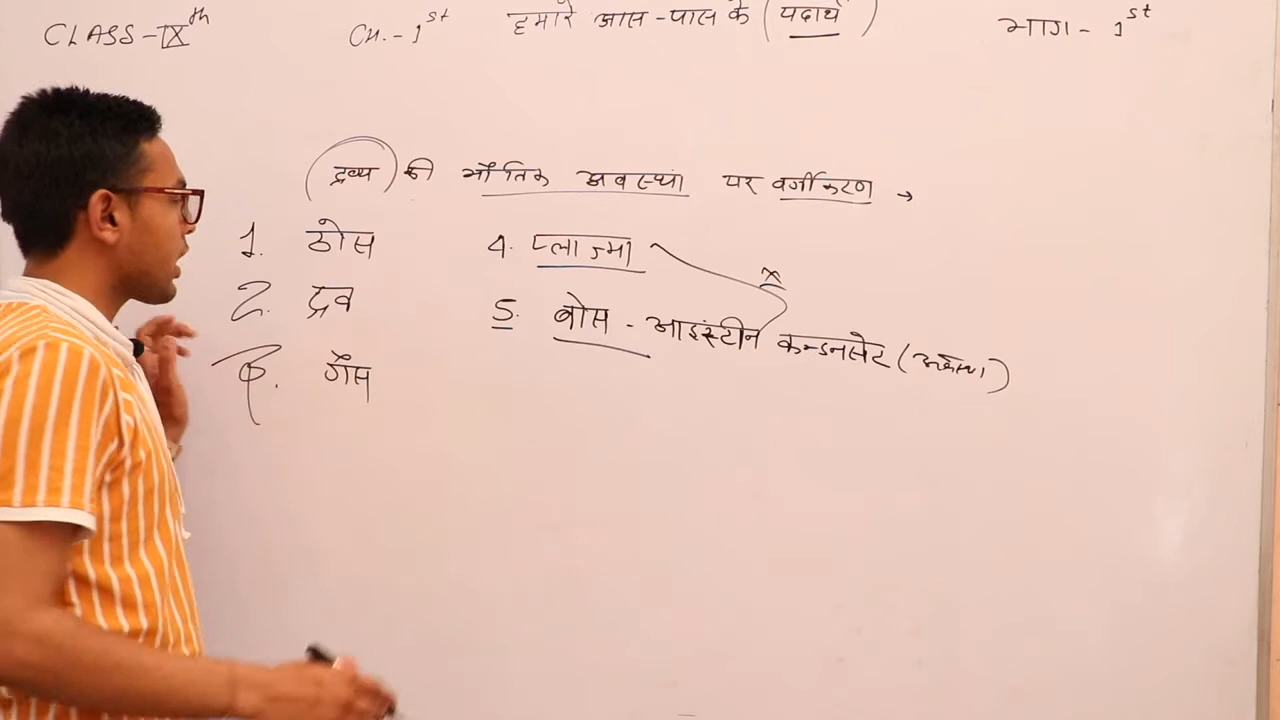 CLASS-IXth CH.-1st हमारे आस-पास के (पदार्थ) भाग- 1st
(द्रव्य) की भौतिक अवस्था पर वर्गीकरण →
1. ठोस 4. प्लाज्मा
2. द्रव 5. बोस - आइंस्टीन कन्डनसेट (अवस्था)
3. गैस